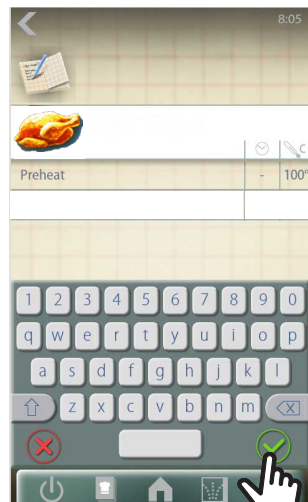 8:05
C
Preheat - 100°
1 2 3 4 5 6 7 8 9 0
q w e r t y u i o p
a s d f g h j k l
z x c v b n m